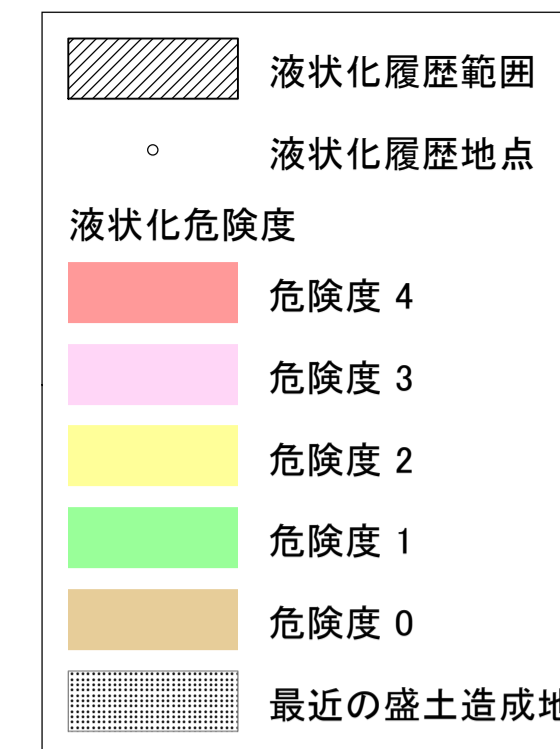 液状化履歴範囲
液状化履歴地点
液状化危険度
危険度 4
危険度 3
危険度 2
危険度 1
危険度 0
最近の盛土造成地